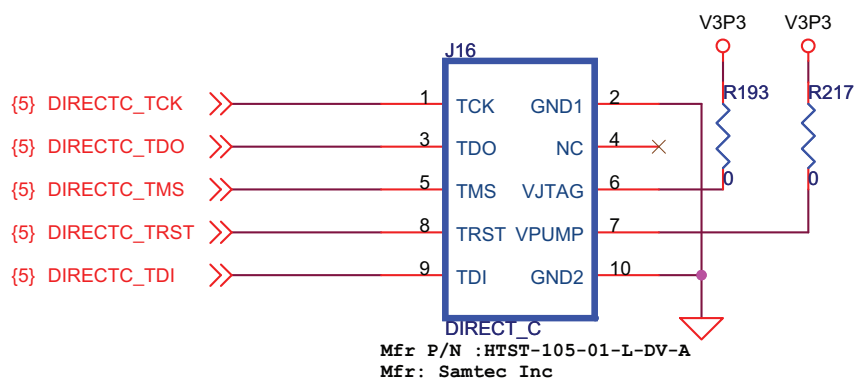 V3P3 V3P3
J16
R193 R217
{5} DIRECTC_TCK 1 TCK GND1 2
{5} DIRECTC_TDO 3 TDO NC 4
{5} DIRECTC_TMS 5 TMS VJTAG 6 0 0
{5} DIRECTC_TRST 8 TRST VPUMP 7
{5} DIRECTC_TDI 9 TDI GND2 10
DIRECT_C
Mfr P/N :HTST-105-01-L-DV-A
Mfr: Samtec Inc